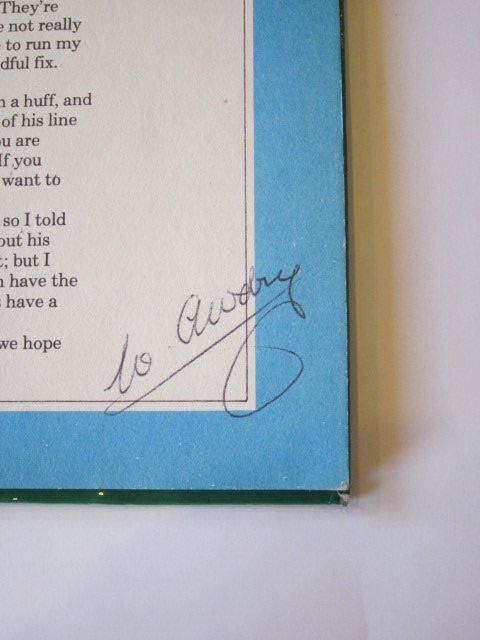 They're
not really
to run my
dful fix.
a huff, and
of his line
u are
If you
want to
so I told
out his
; but I
have the
have a
we hope
W. Awdry